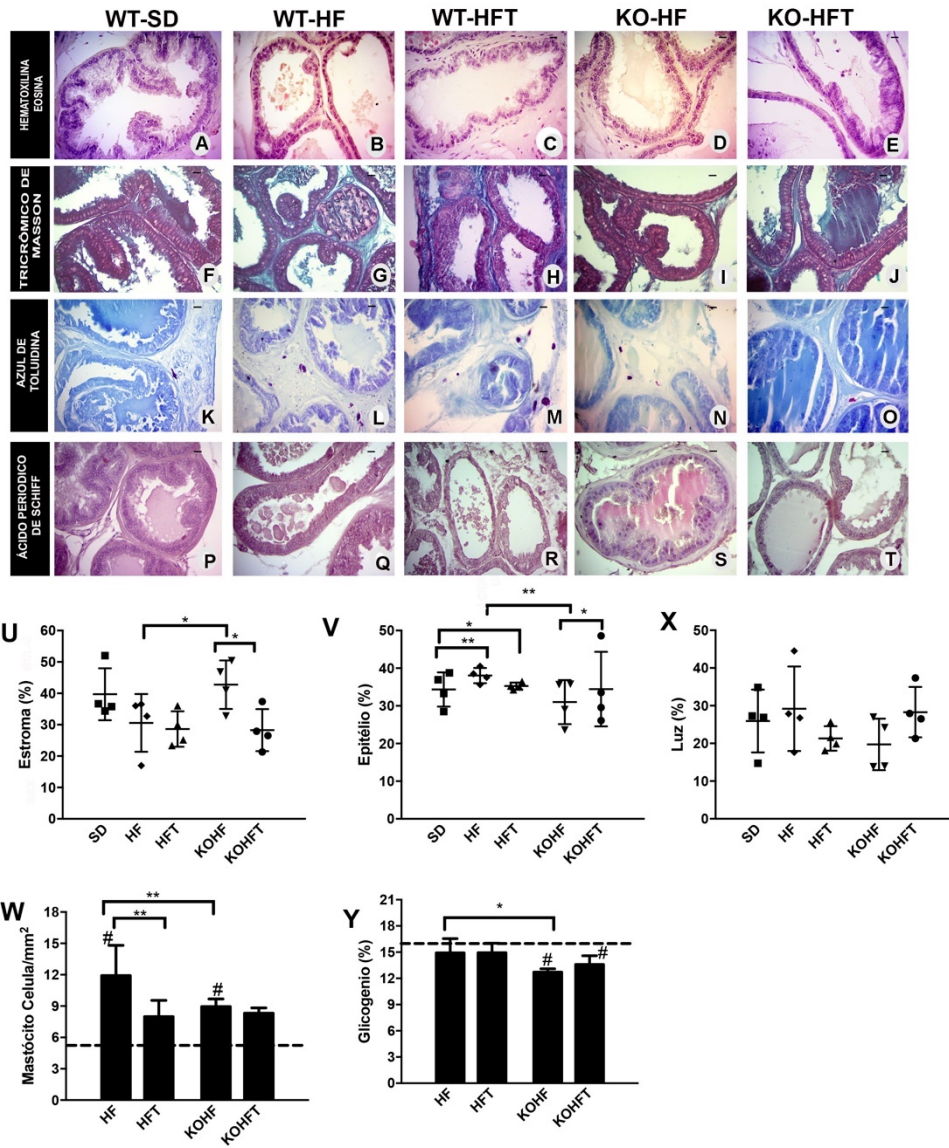 WT-SD WT-HF WT-HFT KO-HF KO-HFT
HEMATOXILINA
EOSINA
A B C D E
TRICRÔMICO DE
MASSON
F G H I J
AZUL DE
TOLUIDINA
K L M N O
ÁCIDO PERIODICO
DE SCHIFF
P Q R S T
U
Estroma (%)
60
50
40
30
20
10
0
* *
SD HF HFT KOHF KOHFT
V
Epitélio (%)
50
40
30
20
10
0
** * * **
SD HF HFT KOHF KOHFT
X
Luz (%)
50
40
30
20
10
0
SD HF HFT KOHF KOHFT
W
Mastócito Celula/mm²
18
15
12
9
6
3
0
** **
# #
HF HFT KOHF KOHFT
Y
Glicogenio (%)
21
18
15
12
9
6
3
0
*
# #
HF HFT KOHF KOHFT